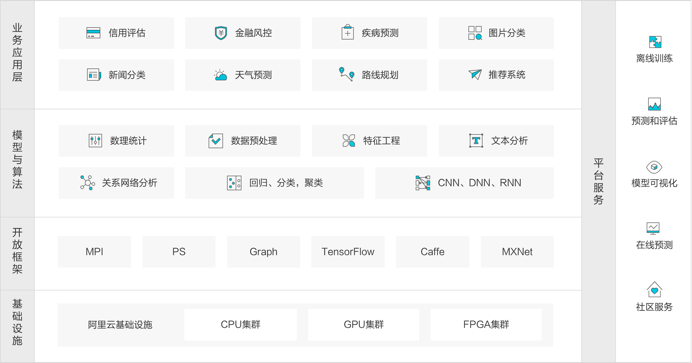 业务应用层
信用评估
金融风控
疾病预测
图片分类
新闻分类
天气预测
路线规划
推荐系统
模型与算法
数理统计
数据预处理
特征工程
文本分析
关系网络分析
回归、分类，聚类
CNN、DNN、RNN
开放框架
MPI
PS
Graph
TensorFlow
Caffe
MXNet
基础设施
阿里云基础设施
CPU集群
GPU集群
FPGA集群
平台服务
离线训练
预测和评估
模型可视化
在线预测
社区服务